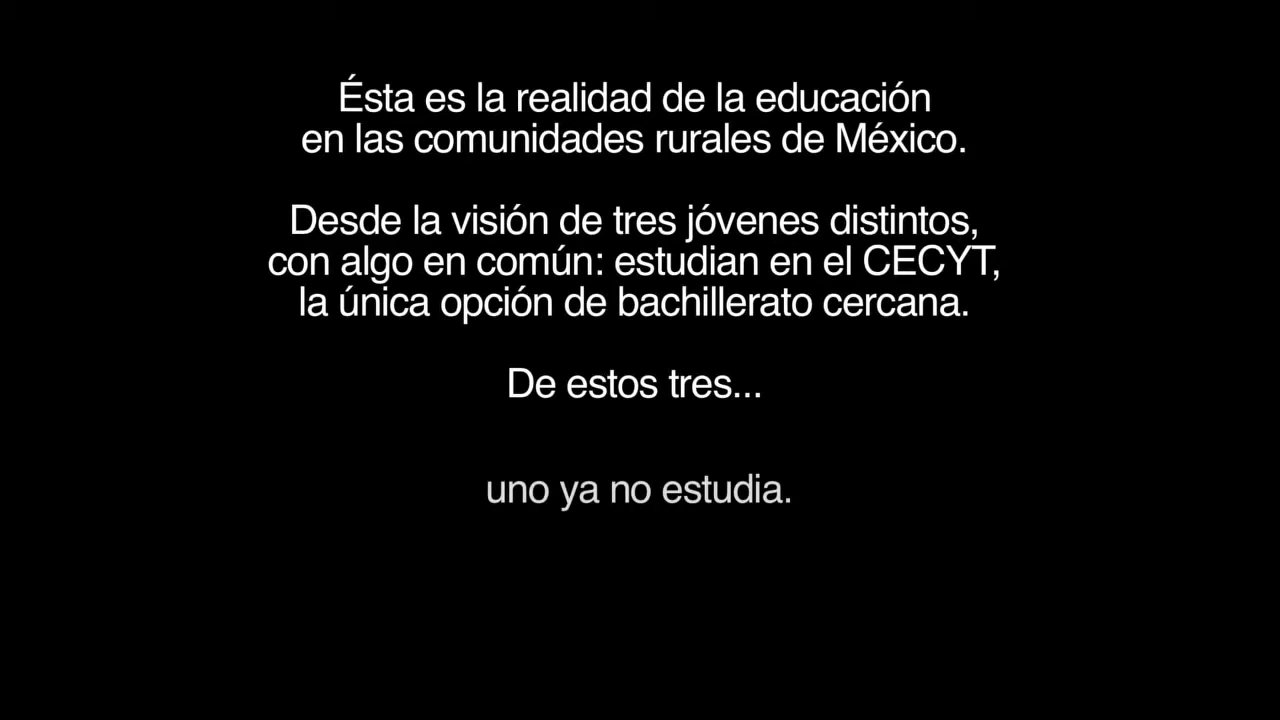 Ésta es la realidad de la educación
en las comunidades rurales de México.
Desde la visión de tres jóvenes distintos,
con algo en común: estudian en el CECYT,
la única opción de bachillerato cercana.
De estos tres...
uno ya no estudia.